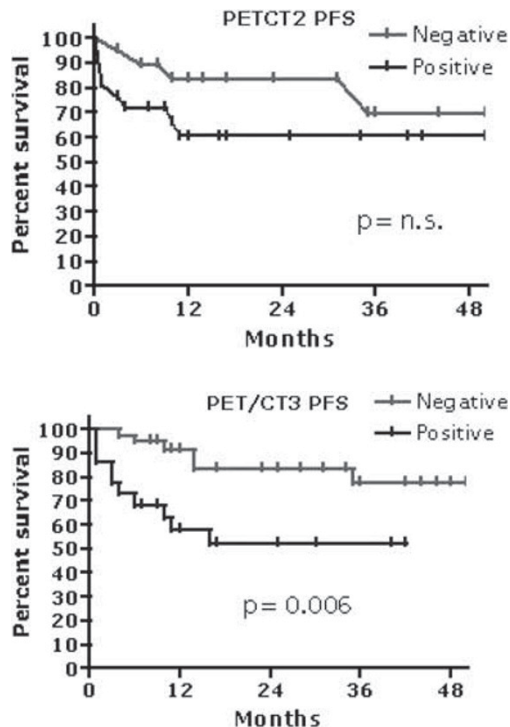 PETCT2 PFS
Negative
Positive
Percent survival
100
90
80
70
60
50
40
30
20
10
0
p= n.s.
0 12 24 36 48
Months
PET/CT3 PFS
Negative
Positive
Percent survival
100
90
80
70
60
50
40
30
20
10
0
p= 0.006
0 12 24 36 48
Months